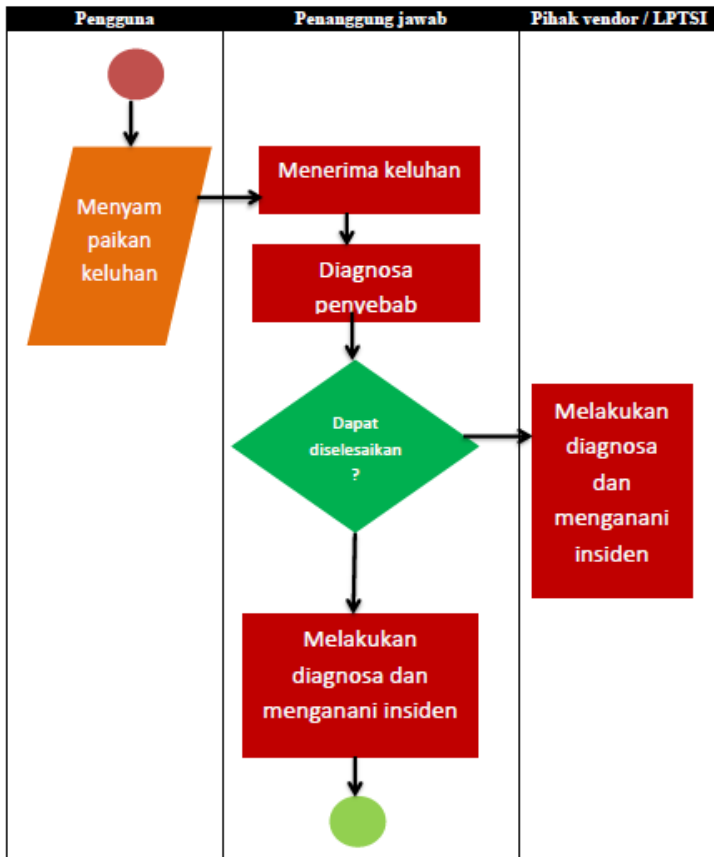 Pengguna
Penanggung jawab
Pihak vendor / LPTSI
Menyam
paikan
keluhan
Menerima keluhan
Diagnosa
penyebab
Dapat
diselesaikan
?
Melakukan
diagnosa
dan
menganani
insiden
Melakukan
diagnosa dan
menganani insiden